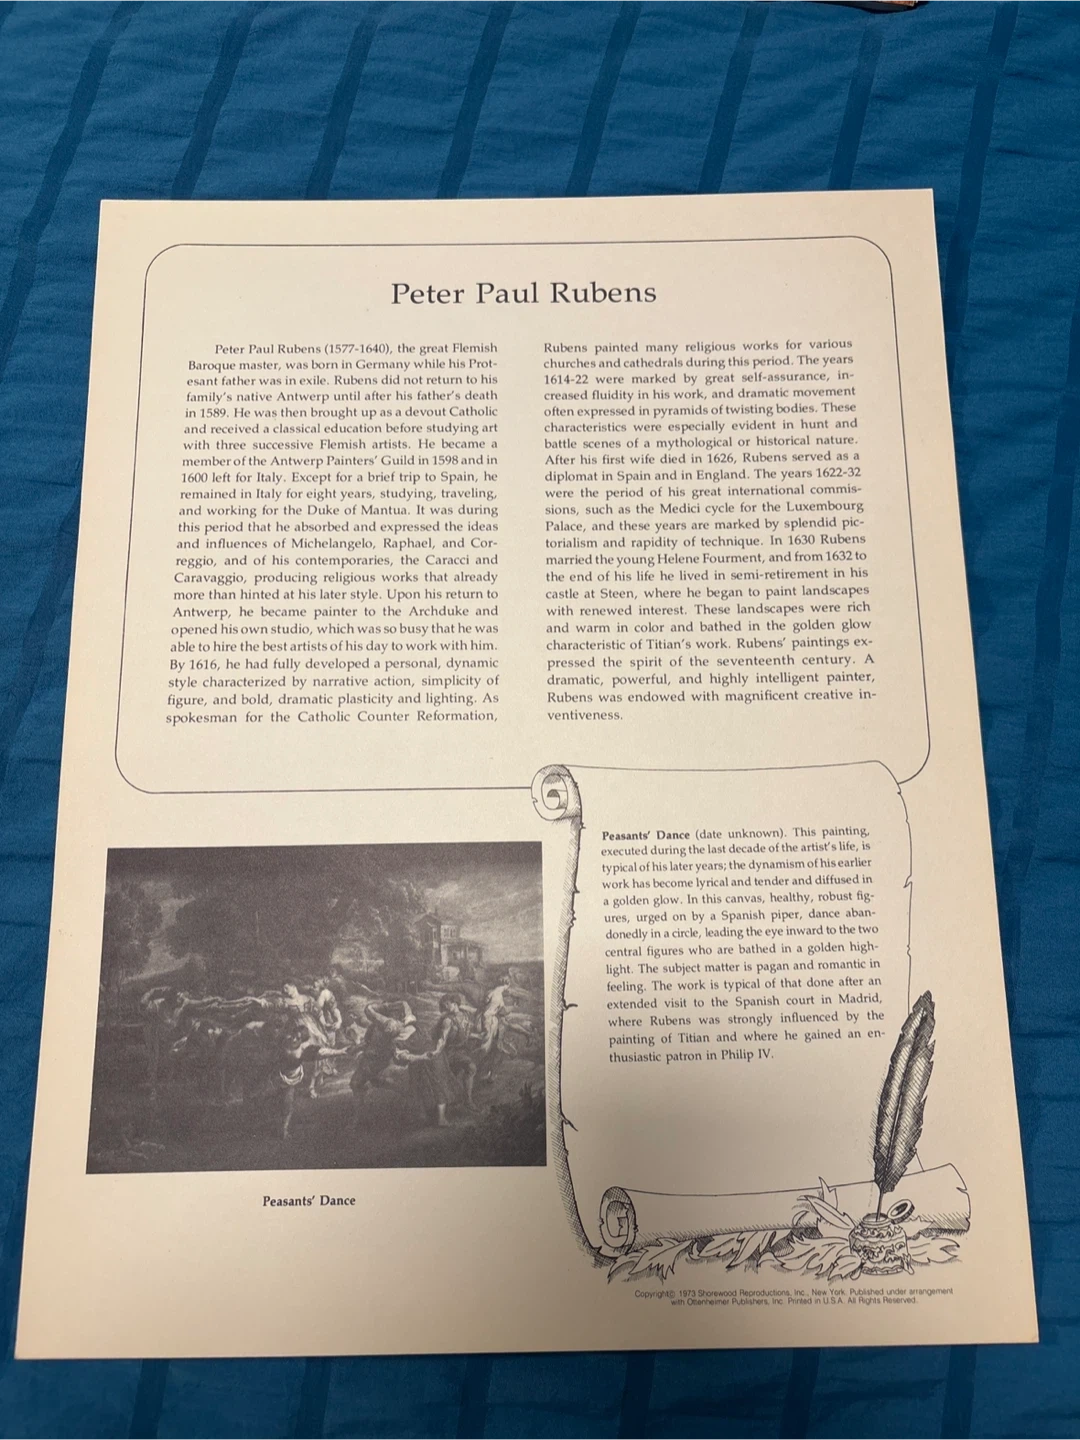 Peter Paul Rubens
Peter Paul Rubens (1577-1640), the great Flemish
Baroque master, was born in Germany while his Prot-
esant father was in exile. Rubens did not return to his
family's native Antwerp until after his father's death
in 1589. He was then brought up as a devout Catholic
and received a classical education before studying art
with three successive Flemish artists. He became a
member of the Antwerp Painters' Guild in 1598 and in
1600 left for Italy. Except for a brief trip to Spain, he
remained in Italy for eight years, studying, traveling,
and working for the Duke of Mantua. It was during
this period that he absorbed and expressed the ideas
and influences of Michelangelo, Raphael, and Cor-
reggio, and of his contemporaries, the Caracci and
Caravaggio, producing religious works that already
more than hinted at his later style. Upon his return to
Antwerp, he became painter to the Archduke and
opened his own studio, which was so busy that he was
able to hire the best artists of his day to work with him.
By 1616, he had fully developed a personal, dynamic
style characterized by narrative action, simplicity of
figure, and bold, dramatic plasticity and lighting. As
spokesman for the Catholic Counter Reformation,
Rubens painted many religious works for various
churches and cathedrals during this period. The years
1614-22 were marked by great self-assurance, in-
creased fluidity in his work, and dramatic movement
often expressed in pyramids of twisting bodies. These
characteristics were especially evident in hunt and
battle scenes of a mythological or historical nature.
After his first wife died in 1626, Rubens served as a
diplomat in Spain and in England. The years 1622-32
were the period of his great international commis-
sions, such as the Medici cycle for the Luxembourg
Palace, and these years are marked by splendid pic-
torialism and rapidity of technique. In 1630 Rubens
married the young Helene Fourment, and from 1632 to
the end of his life he lived in semi-retirement in his
castle at Steen, where he began to paint landscapes
with renewed interest. These landscapes were rich
and warm in color and bathed in the golden glow
characteristic of Titian's work. Rubens' paintings ex-
pressed the spirit of the seventeenth century. A
dramatic, powerful, and highly intelligent painter,
Rubens was endowed with magnificent creative in-
ventiveness.
Peasants' Dance (date unknown). This painting,
executed during the last decade of the artist's life, is
typical of his later years; the dynamism of his earlier
work has become lyrical and tender and diffused in
a golden glow. In this canvas, healthy, robust fig-
ures, urged on by a Spanish piper, dance aban-
donedly in a circle, leading the eye inward to the two
central figures who are bathed in a golden high-
light. The subject matter is pagan and romantic in
feeling. The work is typical of that done after an
extended visit to the Spanish court in Madrid,
where Rubens was strongly influenced by the
painting of Titian and where he gained an en-
thusiastic patron in Philip IV.
Peasants' Dance
Copyright© 1973 Shorewood Reproductions, Inc., New York. Published under arrangement
with Ottenheimer Publishers, Inc. Printed in U.S.A. All Rights Reserved.